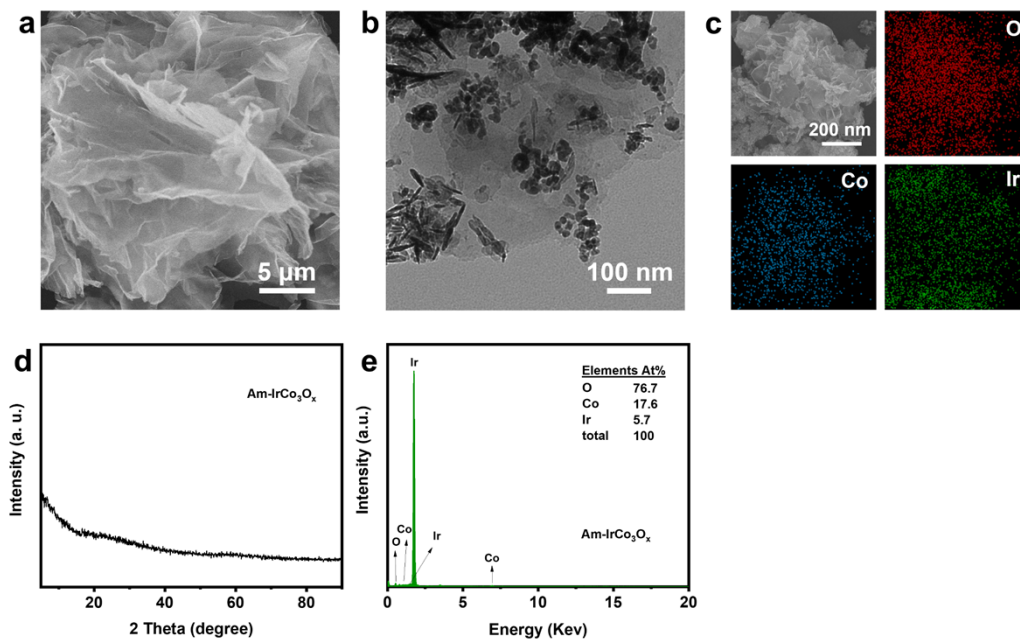 a
5 μm
b
100 nm
c
200 nm
O
Co
Ir
d
Am-IrCo₃Oₓ
Intensity (a. u.)
20 40 60 80
2 Theta (degree)
e
Ir
Elements At%
O 76.7
Co 17.6
Ir 5.7
total 100
O
Co
Ir
Co
Am-IrCo₃Oₓ
Intensity (a. u.)
0 5 10 15 20
Energy (Kev)